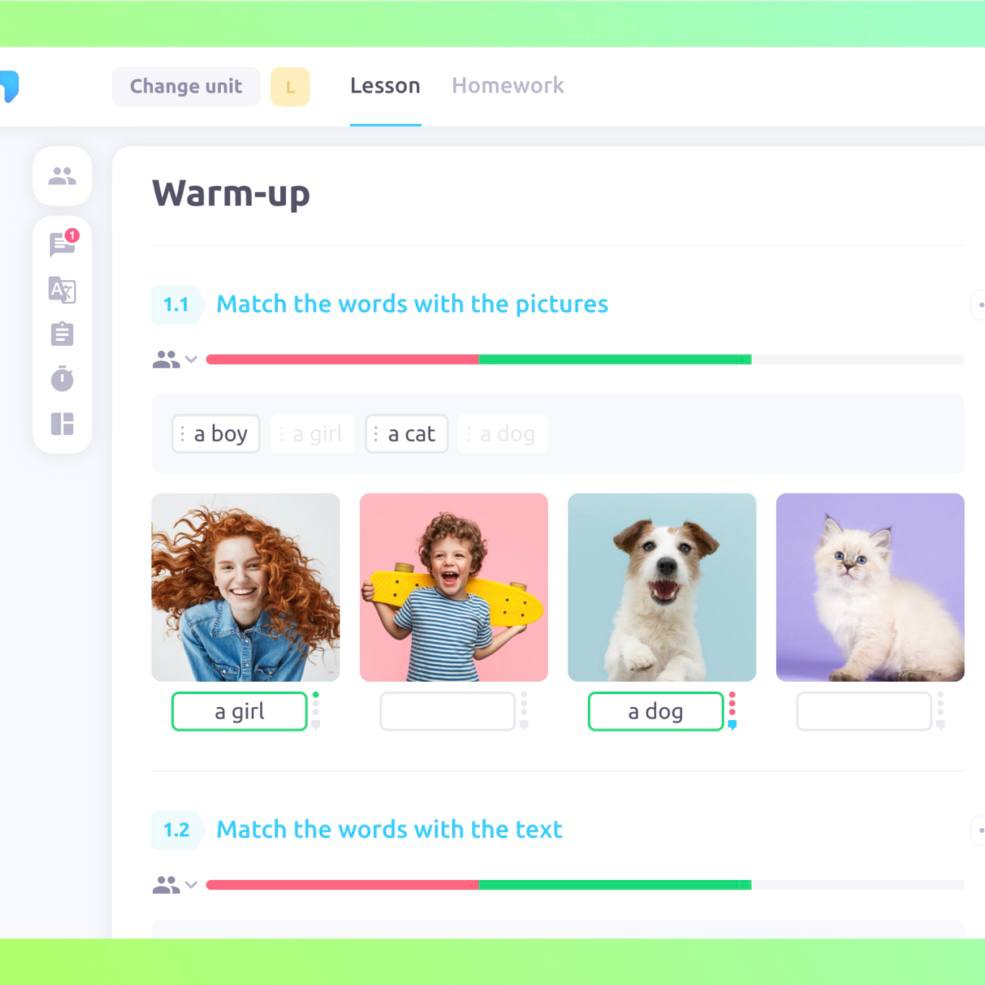 Change unit L Lesson Homework
1
Warm-up
1.1 Match the words with the pictures
a boy a girl a cat a dog
a girl a dog
1.2 Match the words with the text